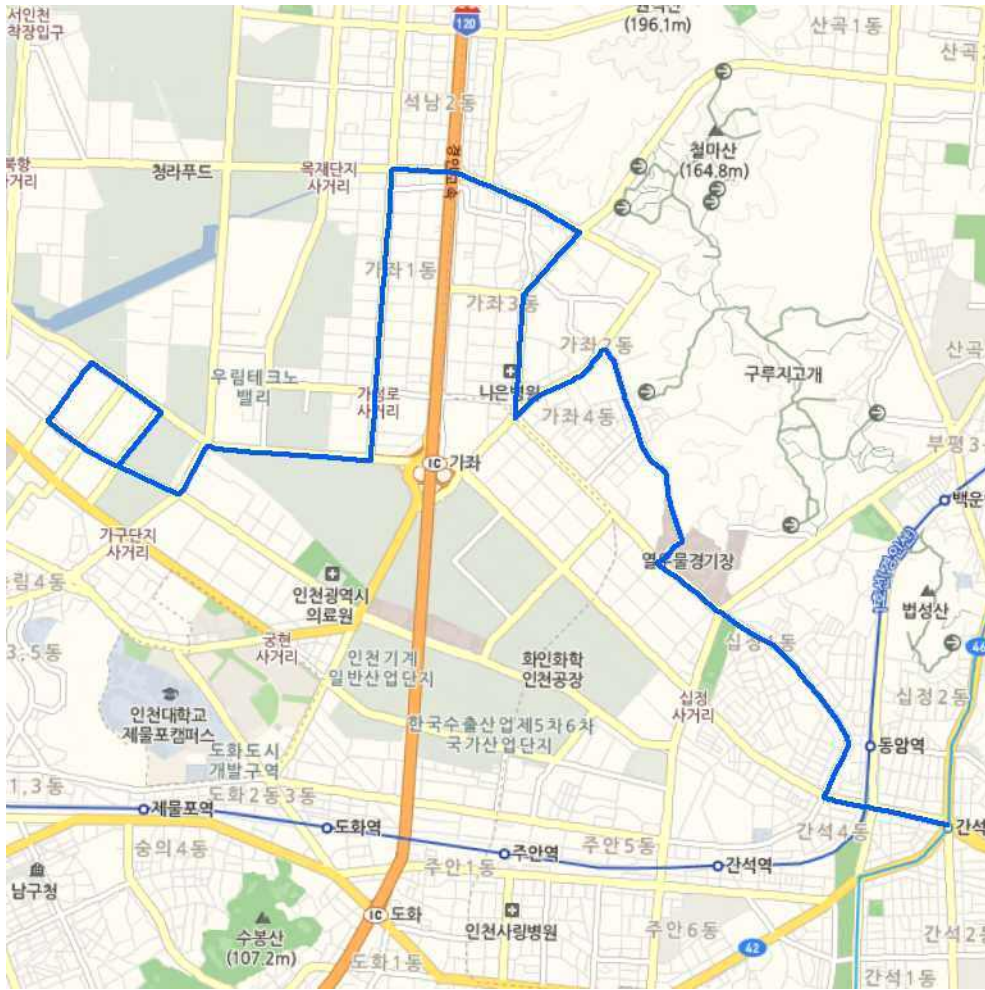 서인천
착장입구
120
(196.1m)
산곡1동
석남2동
철마산
(164.8m)
청라푸드
목재단지
사거리
북항
사거리
가좌1동
가좌3동
가좌2동
구루지고개
산곡
우림테크노
밸리
나은병원
가정로
사거리
가좌4동
부평3-
IC 가좌
백운
가구단지
사거리
열우물경기장
1호선(경인선)
인천광역시
의료원
법성산
3,5동
궁현
사거리
십정1동
46
화인화학
인천공장
인천기계
일반산업단지
십정2동
인천대학교
제물포캠퍼스
십정
사거리
한국수출산업제5차6차
국가산업단지
동암역
도화도시
개발구역
1,3동
도화2동3동
제물포역
도화역
간석4동
간석
숭의4동
주안역
주안5동
간석역
주안1동
남구청
IC 도화
수봉산
(107.2m)
인천사랑병원
주안6동
42
간석2동
도화1동
간석1동